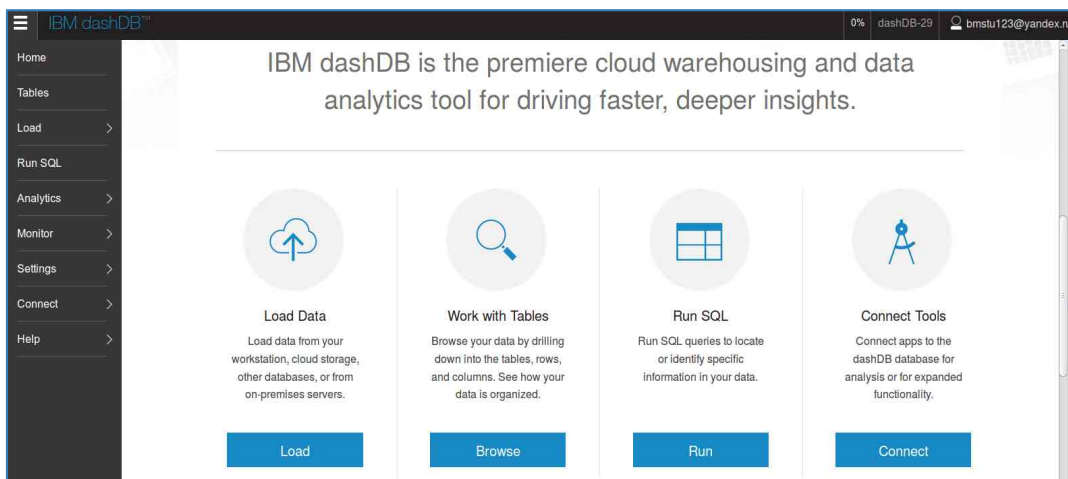 IBM dashDB™
0% dashDB-29 bmstu123@yandex.ru
Home
Tables
Load
Run SQL
Analytics
Monitor
Settings
Connect
Help
IBM dashDB is the premiere cloud warehousing and data
analytics tool for driving faster, deeper insights.
Load Data
Load data from your
workstation, cloud storage,
other databases, or from
on-premises servers.
Load
Work with Tables
Browse your data by drilling
down into the tables, rows,
and columns. See how your
data is organized.
Browse
Run SQL
Run SQL queries to locate
or identify specific
information in your data.
Run
Connect Tools
Connect apps to the
dashDB database for
analysis or for expanded
functionality.
Connect